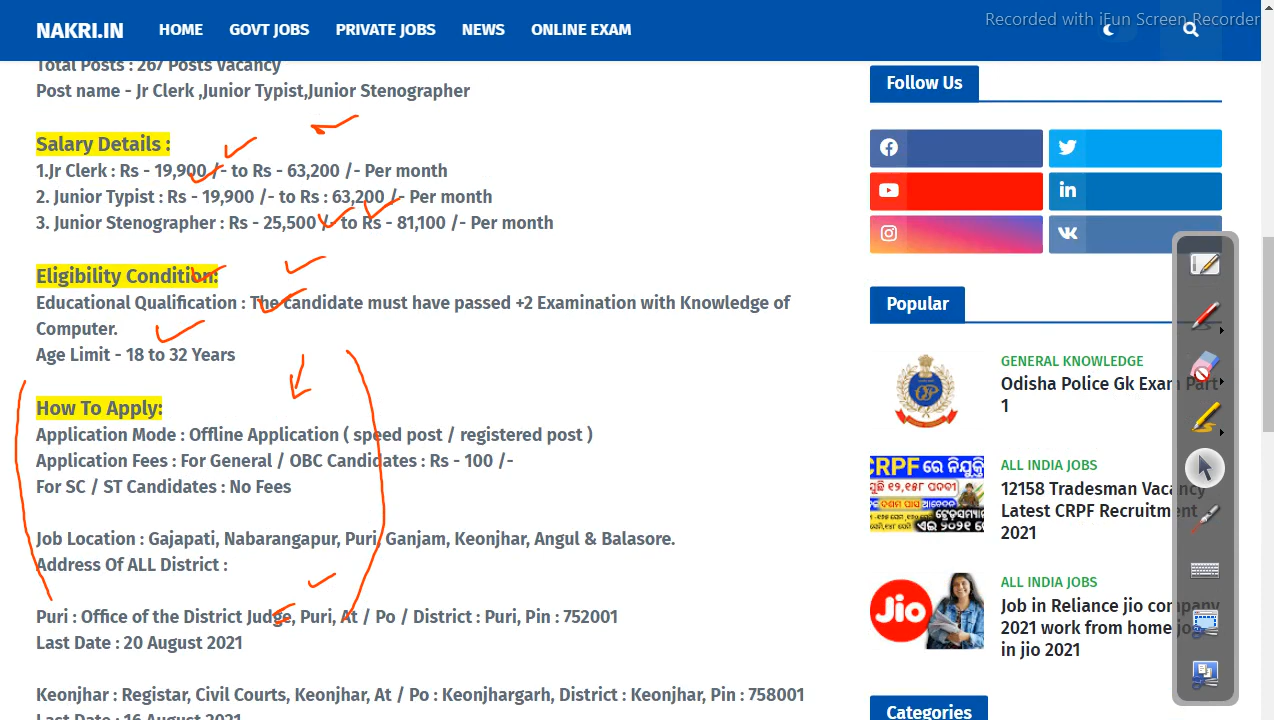 Recorded with iFun Screen Recorder
NAKRI.IN HOME GOVT JOBS PRIVATE JOBS NEWS ONLINE EXAM
Total Posts : 267 Posts Vacancy
Post name - Jr Clerk ,Junior Typist,Junior Stenographer
Salary Details :
1.Jr Clerk : Rs - 19,900 /- to Rs - 63,200 /- Per month
2. Junior Typist : Rs - 19,900 /- to Rs : 63,200 /- Per month
3. Junior Stenographer : Rs - 25,500 /- to Rs - 81,100 /- Per month
Eligibility Condition:
Educational Qualification : The candidate must have passed +2 Examination with Knowledge of
Computer.
Age Limit - 18 to 32 Years
How To Apply:
Application Mode : Offline Application ( speed post / registered post )
Application Fees : For General / OBC Candidates : Rs - 100 /-
For SC / ST Candidates : No Fees
Job Location : Gajapati, Nabarangapur, Puri, Ganjam, Keonjhar, Angul & Balasore.
Address Of ALL District :
Puri : Office of the District Judge, Puri, At / Po / District : Puri, Pin : 752001
Last Date : 20 August 2021
Keonjhar : Registar, Civil Courts, Keonjhar, At / Po : Keonjhargarh, District : Keonjhar, Pin : 758001
Last Date : 16 August 2021
Follow Us
Popular
GENERAL KNOWLEDGE
Odisha Police Gk Exam Part
1
CRPF ରେ ନିଯୁକ୍ତି
ALL INDIA JOBS
12158 Tradesman Vacancy
Latest CRPF Recruitment
2021
Jio
ALL INDIA JOBS
Job in Reliance jio company
2021 work from home job
in jio 2021
Categories